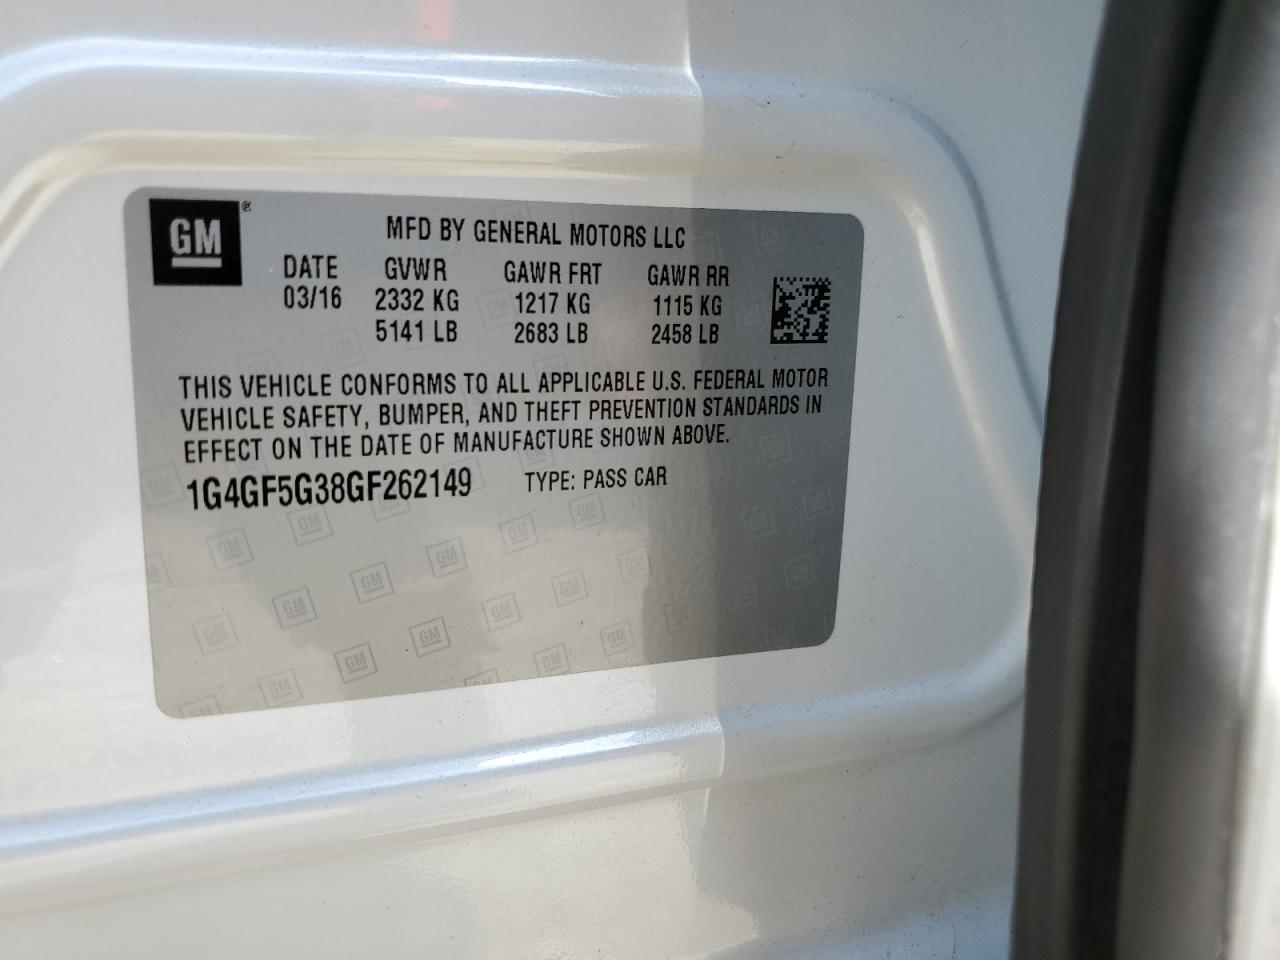 GM ®
MFD BY GENERAL MOTORS LLC
DATE GVWR GAWR FRT GAWR RR
03/16 2332 KG 1217 KG 1115 KG
5141 LB 2683 LB 2458 LB
THIS VEHICLE CONFORMS TO ALL APPLICABLE U.S. FEDERAL MOTOR
VEHICLE SAFETY, BUMPER, AND THEFT PREVENTION STANDARDS IN
EFFECT ON THE DATE OF MANUFACTURE SHOWN ABOVE.
1G4GF5G38GF262149 TYPE: PASS CAR